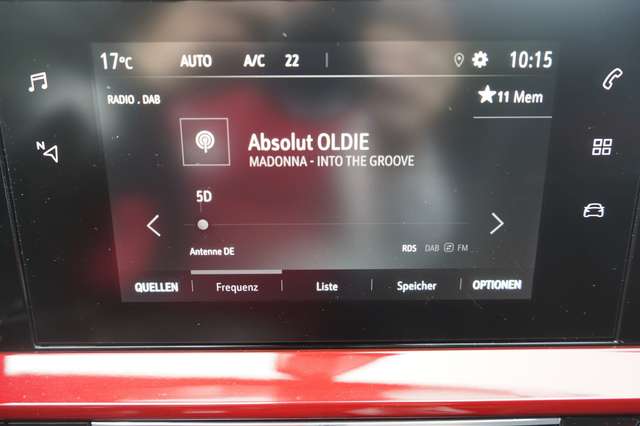 17°C AUTO A/C 22 10:15
RADIO . DAB
11 Mem
N
Absolut OLDIE
MADONNA - INTO THE GROOVE
5D
Antenne DE
RDS DAB FM
QUELLEN Frequenz Liste Speicher OPTIONEN